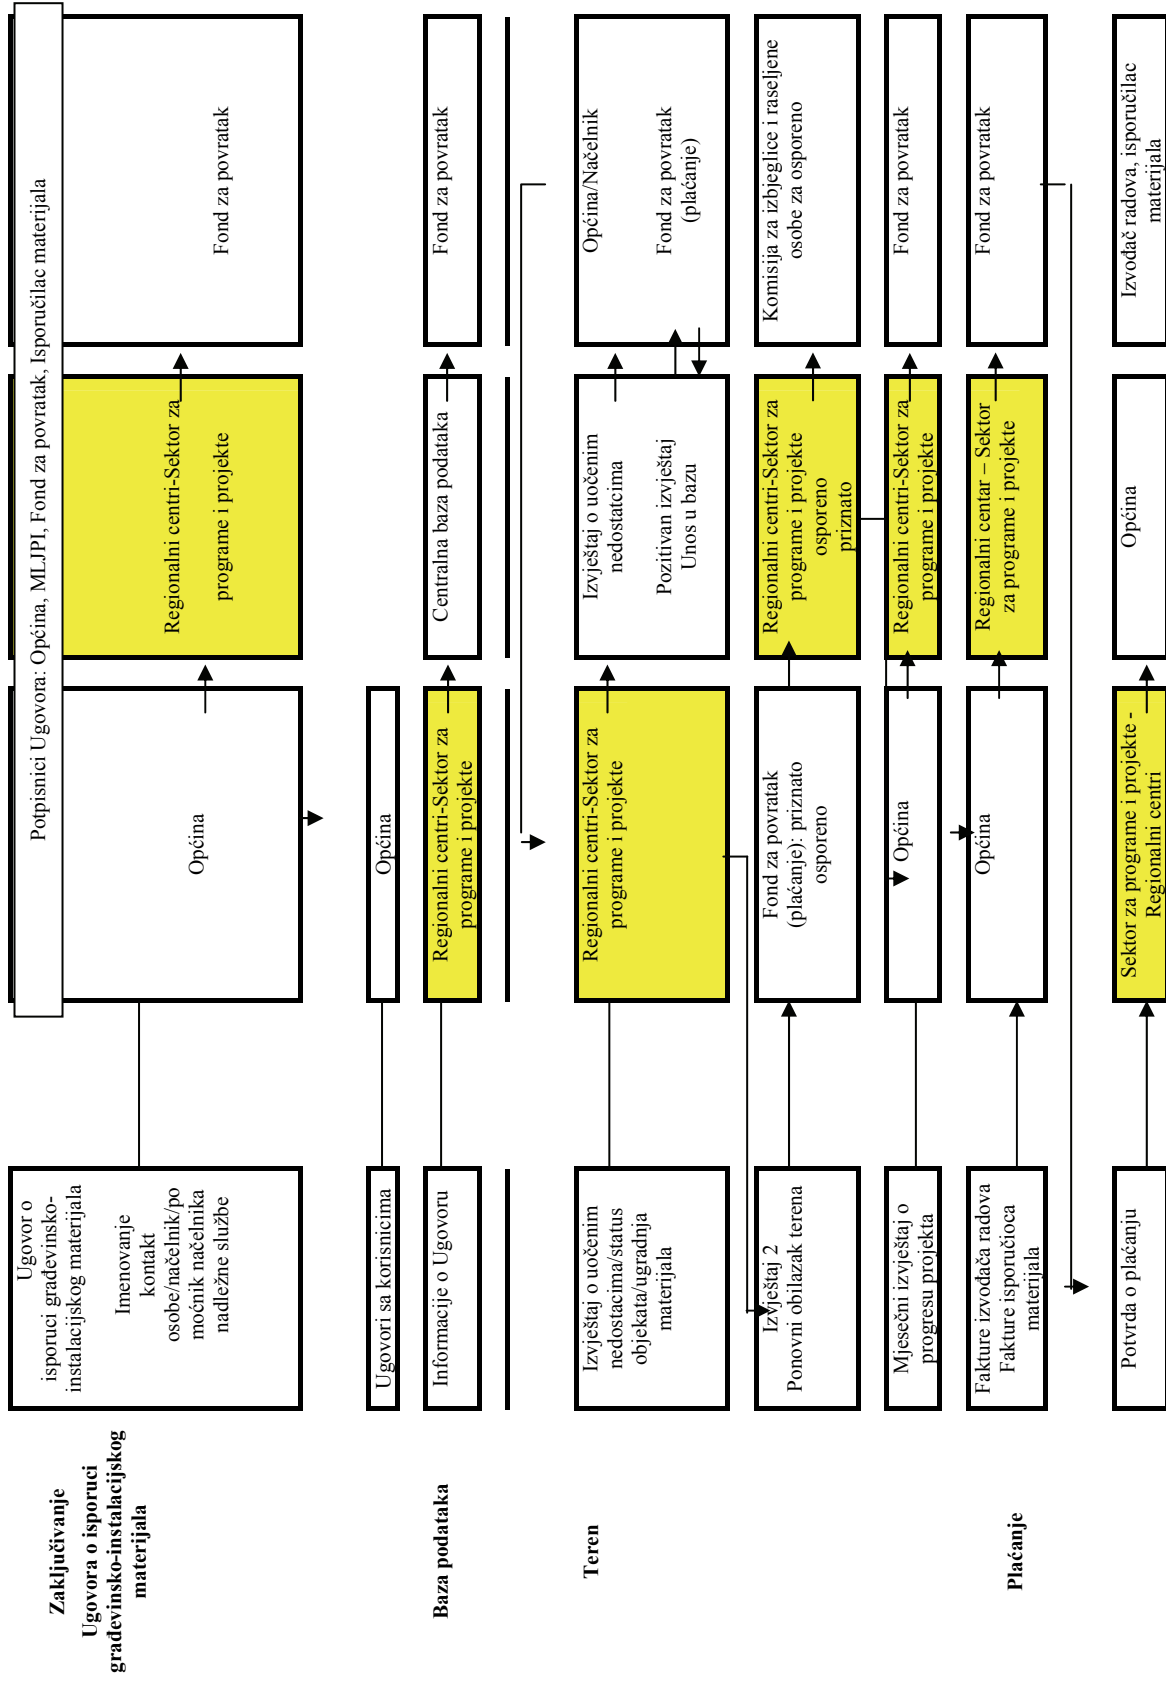 Potpisnici Ugovora: Općina, MLJPI, Fond za povratak, Isporučilac materijala
Zaključivanje
Ugovora o isporuci
građevinsko-instalacijskog
materijala
Ugovor o
isporuci građevinsko-
instalacijskog materijala
Imenovanje
kontakt
osobe/načelnik/po
moćnik načelnika
nadležne službe
Općina
Regionalni centri-Sektor za
programe i projekte
Fond za povratak
Ugovori sa korisnicima
Općina
Baza podataka
Informacije o Ugovoru
Regionalni centri-Sektor za
programe i projekte
Centralna baza podataka
Fond za povratak
Teren
Izvještaj o uočenim
nedostacima/status
objekata/ugradnja
materijala
Regionalni centri-Sektor za
programe i projekte
Izvještaj o uočenim
nedostatcima
Pozitivan izvještaj
Unos u bazu
Općina/Načelnik
Fond za povratak
(plaćanje)
Izvještaj 2
Ponovni obilazak terena
Fond za povratak
(plaćanje): priznato
osporeno
Regionalni centri-Sektor za
programe i projekte
osporeno
priznato
Komisija za izbjeglice i raseljene
osobe za osporeno
Mjesečni izvještaj o
progresu projekta
Općina
Regionalni centri-Sektor za
programe i projekte
Fond za povratak
Plaćanje
Fakture izvođača radova
Fakture isporučioca
materijala
Općina
Regionalni centar – Sektor
za programe i projekte
Fond za povratak
Potvrda o plaćanju
Sektor za programe i projekte -
Regionalni centri
Općina
Izvođač radova, isporučilac
materijala